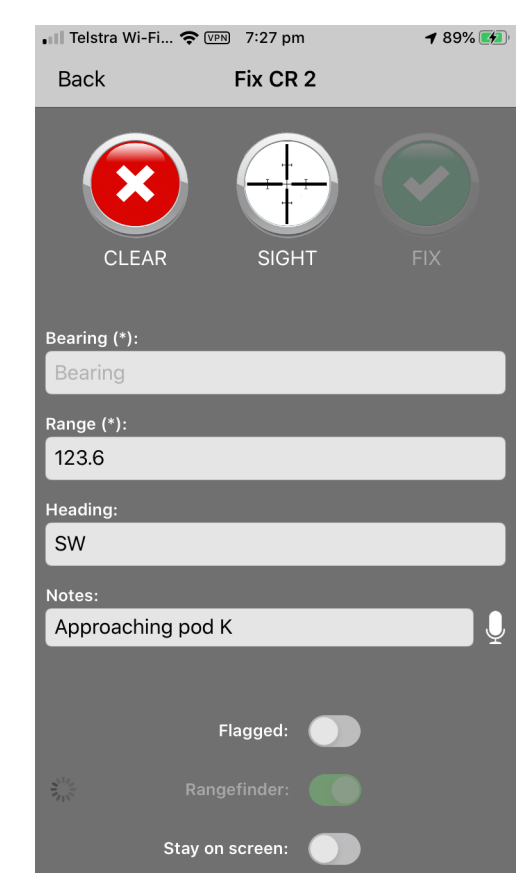 Telstra Wi-Fi... VPN 7:27 pm 89%
Back Fix CR 2
CLEAR SIGHT FIX
Bearing (*):
Bearing
Range (*):
123.6
Heading:
SW
Notes:
Approaching pod K
Flagged:
Rangefinder:
Stay on screen: